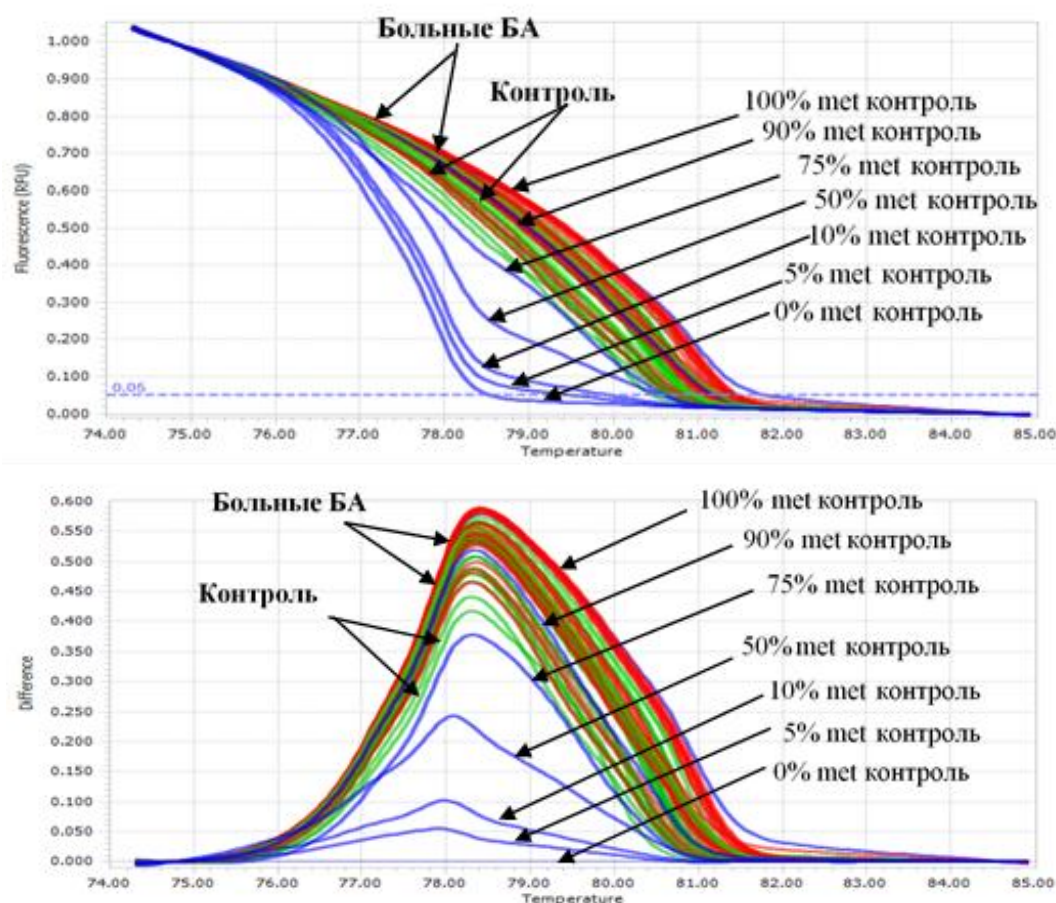 Больные БА
Контроль
100% met контроль
90% met контроль
75% met контроль
50% met контроль
10% met контроль
5% met контроль
0% met контроль
Fluorescence (RFU)
1.000
0.900
0.800
0.700
0.600
0.500
0.400
0.300
0.200
0.100
0.05
0.000
74.00 75.00 76.00 77.00 78.00 79.00 80.00 81.00 82.00 83.00 84.00 85.00
Temperature
Больные БА
Контроль
100% met контроль
90% met контроль
75% met контроль
50% met контроль
10% met контроль
5% met контроль
0% met контроль
Difference
0.600
0.550
0.500
0.450
0.400
0.350
0.300
0.250
0.200
0.150
0.100
0.050
0.000
74.00 75.00 76.00 77.00 78.00 79.00 80.00 81.00 82.00 83.00 84.00 85.00
Temperature